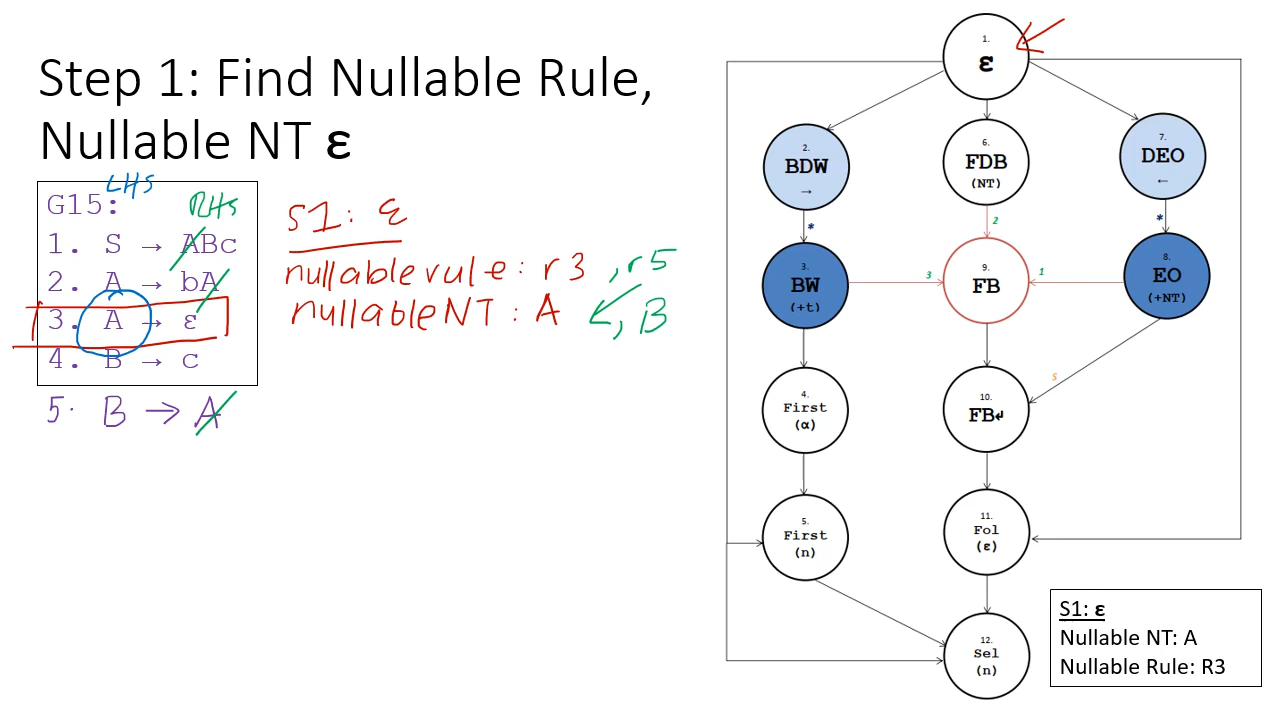 Step 1: Find Nullable Rule,
Nullable NT ε
LHS
G15:
RHS
1. S → ABc
2. A → bA
3. A → ε
4. B → c
5. B → A
S1: ε
nullable rule: r3 , r5
nullable NT: A , B
1.
ε
2.
BDW
→
6.
FDB
(NT)
7.
DEO
←
*
2
*
3.
BW
(+t)
3
9.
FB
1
8.
EO
(+NT)
4.
First
(α)
10.
FB↲
S
5.
First
(n)
11.
Fol
(ε)
12.
Sel
(n)
S1: ε
Nullable NT: A
Nullable Rule: R3